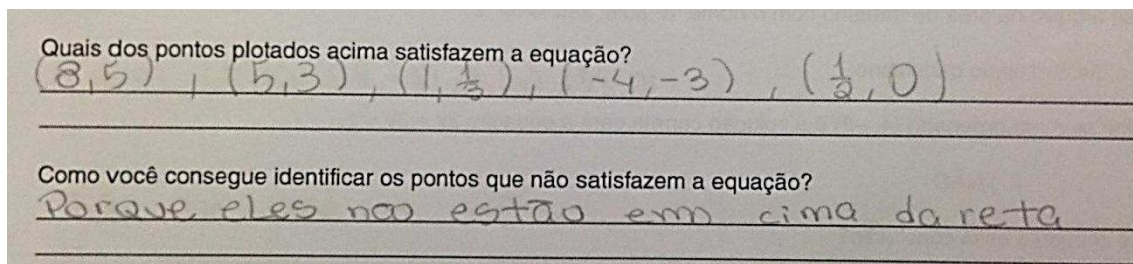 Quais dos pontos plotados acima satisfazem a equação?
(8,5), (5,3), (1,1/3), (-4,-3), (1/2,0)
Como você consegue identificar os pontos que não satisfazem a equação?
Porque eles não estão em cima da reta